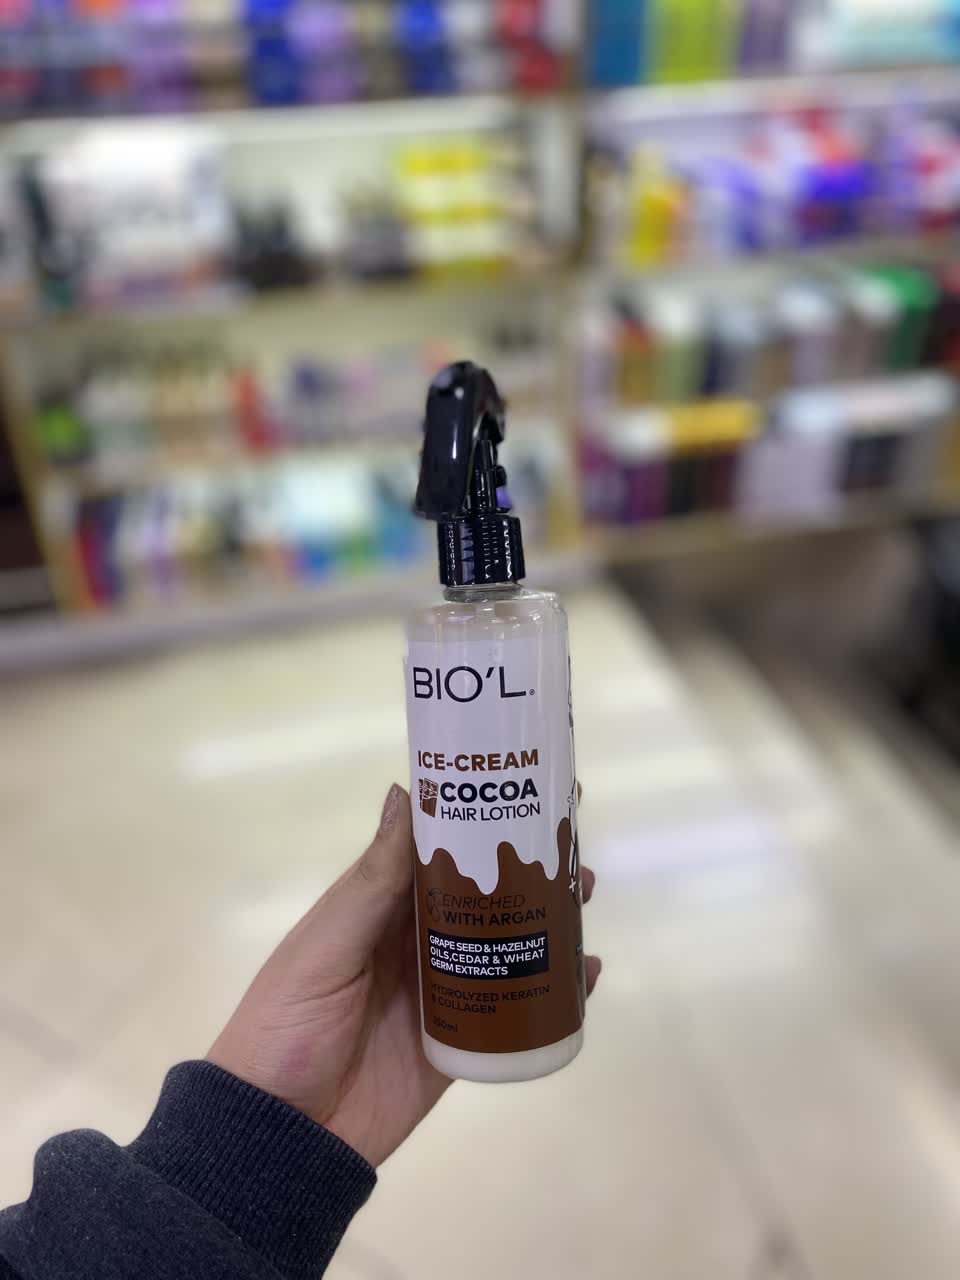 BIO'L®
ICE-CREAM
COCOA
HAIR LOTION
ENRICHED
WITH ARGAN
GRAPE SEED & HAZELNUT
OILS,CEDAR & WHEAT
GERM EXTRACTS
HYDROLYZED KERATIN
& COLLAGEN
250ml